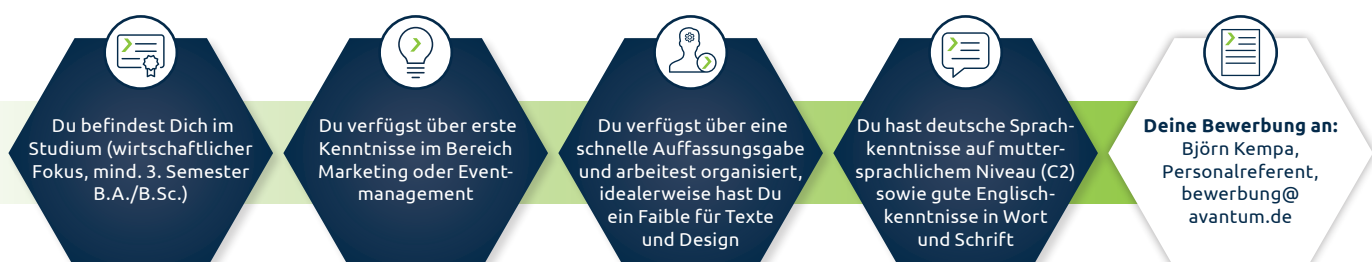 Du befindest Dich im
Studium (wirtschaftlicher
Fokus, mind. 3. Semester
B.A./B.Sc.)
Du verfügst über erste
Kenntnisse im Bereich
Marketing oder Event-
management
Du verfügst über eine
schnelle Auffassungsgabe
und arbeitest organisiert,
idealerweise hast Du
ein Faible für Texte
und Design
Du hast deutsche Sprach-
kenntnisse auf mutter-
sprachlichem Niveau (C2)
sowie gute Englisch-
kenntnisse in Wort
und Schrift
Deine Bewerbung an:
Björn Kempa,
Personalreferent,
bewerbung@
avantum.de